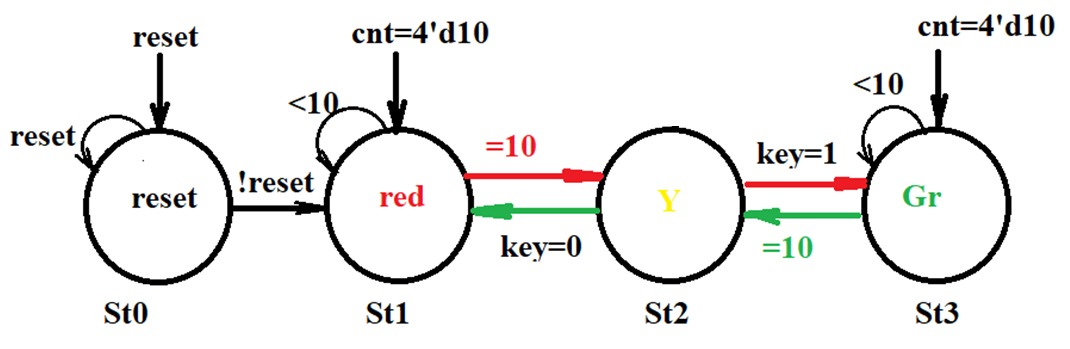 reset
cnt=4'd10
cnt=4'd10
reset
<10
=10
key=1
<10
reset
!reset
red
Y
Gr
key=0
=10
St0
St1
St2
St3